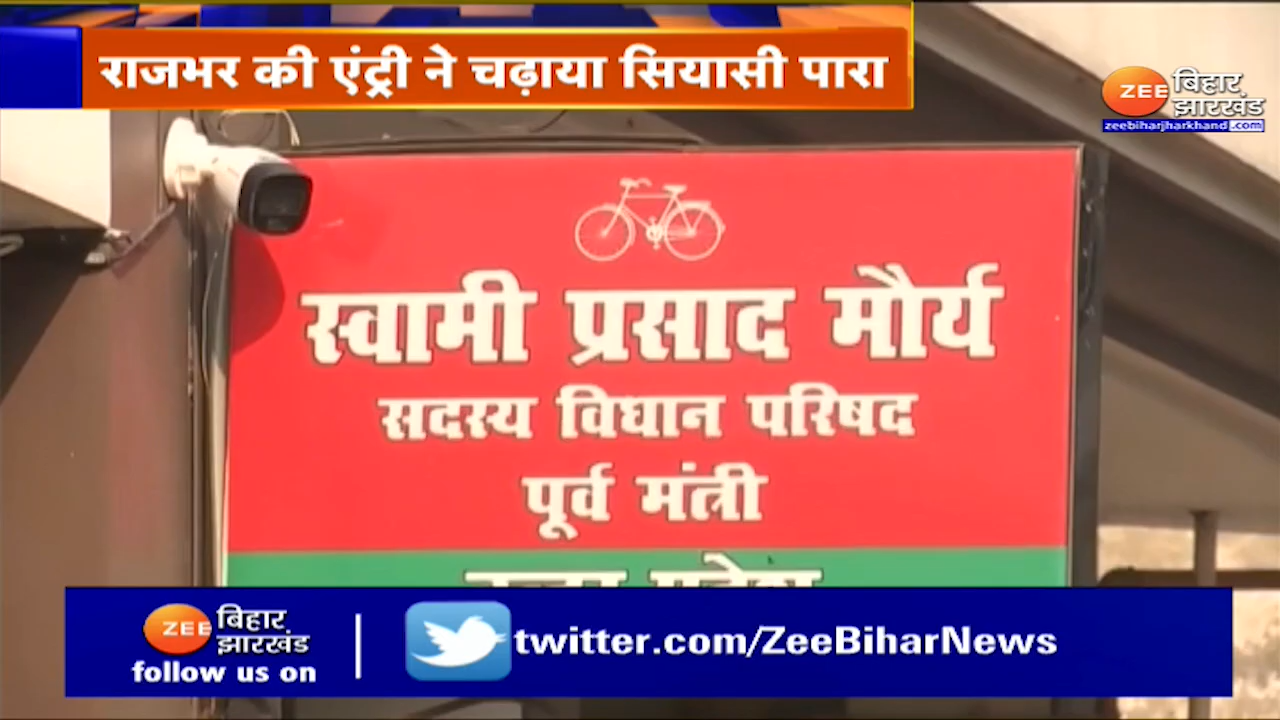 राजभर की एंट्री ने चढ़ाया सियासी पारा
ZEE बिहार झारखंड
zeebiharjharkhand.com
स्वामी प्रसाद मौर्य
सदस्य विधान परिषद
पूर्व मंत्री
ZEE बिहार झारखंड
follow us on
twitter.com/ZeeBiharNews